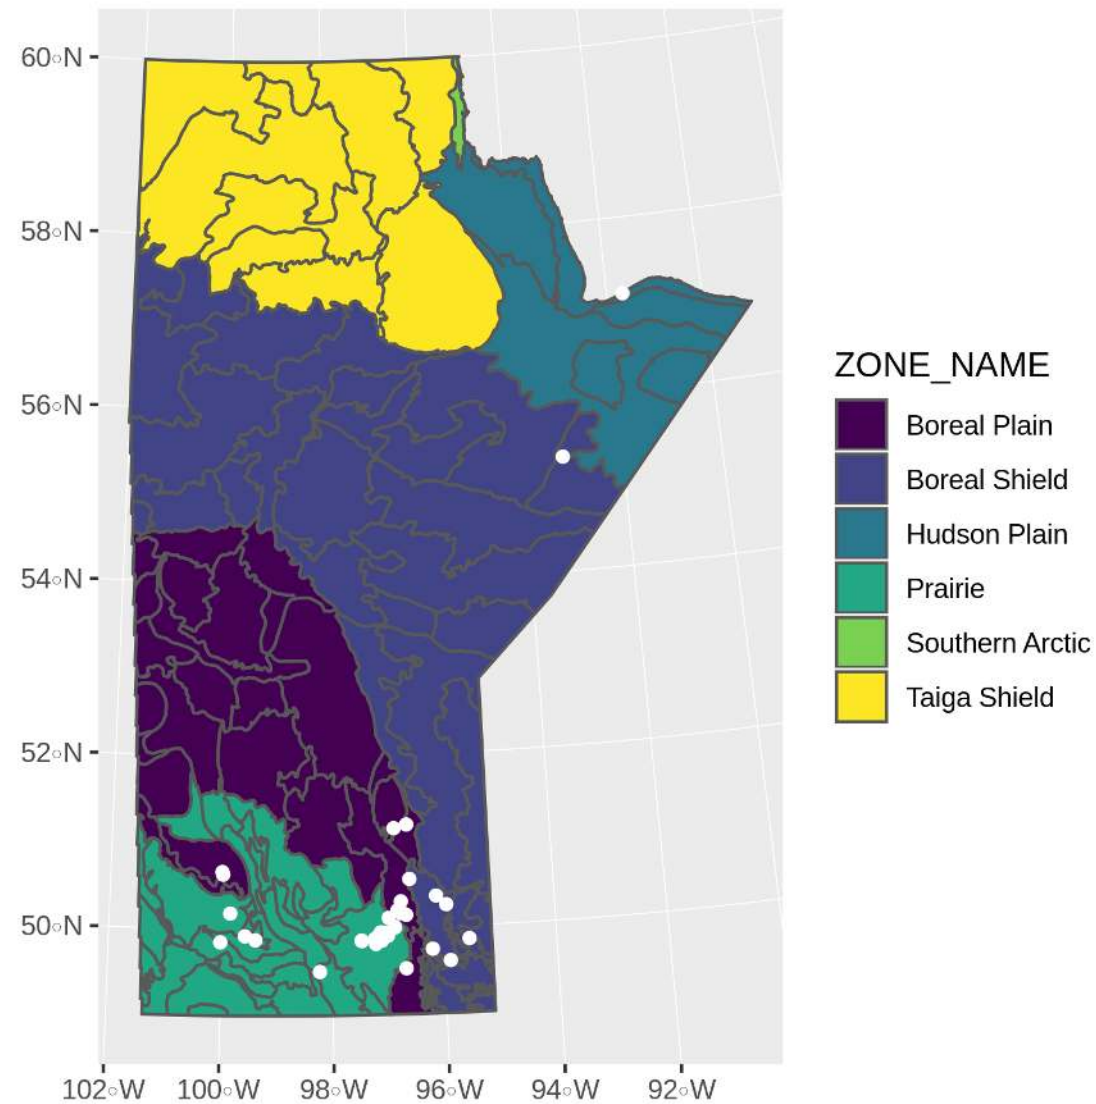 60◦N
58◦N
56◦N
54◦N
52◦N
50◦N
102◦W 100◦W 98◦W 96◦W 94◦W 92◦W
ZONE_NAME
Boreal Plain
Boreal Shield
Hudson Plain
Prairie
Southern Arctic
Taiga Shield